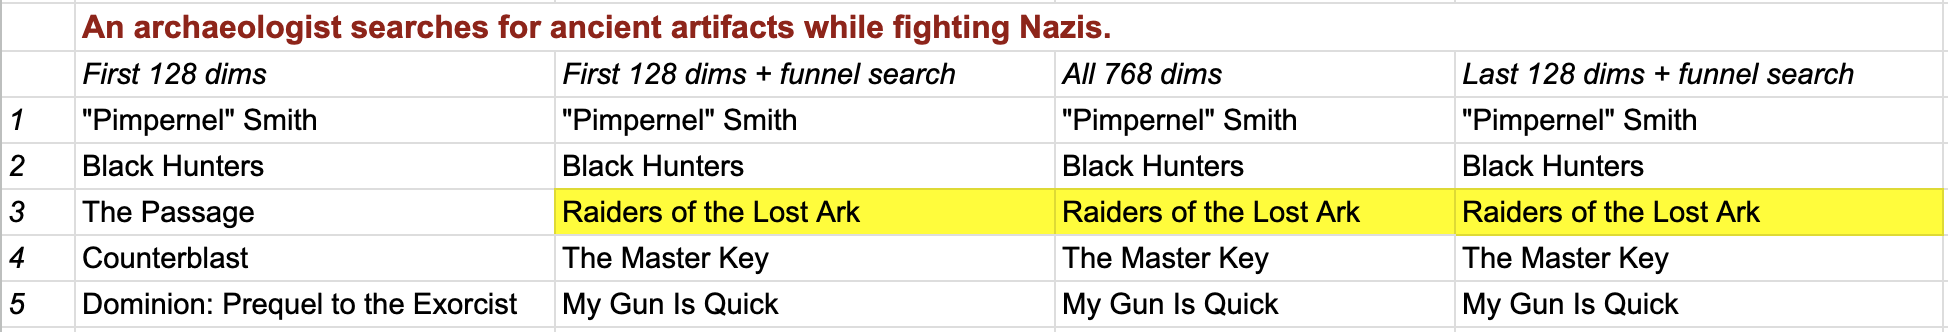 An archaeologist searches for ancient artifacts while fighting Nazis.
First 128 dims First 128 dims + funnel search All 768 dims Last 128 dims + funnel search
1 "Pimpernel" Smith "Pimpernel" Smith "Pimpernel" Smith "Pimpernel" Smith
2 Black Hunters Black Hunters Black Hunters Black Hunters
3 The Passage Raiders of the Lost Ark Raiders of the Lost Ark Raiders of the Lost Ark
4 Counterblast The Master Key The Master Key The Master Key
5 Dominion: Prequel to the Exorcist My Gun Is Quick My Gun Is Quick My Gun Is Quick